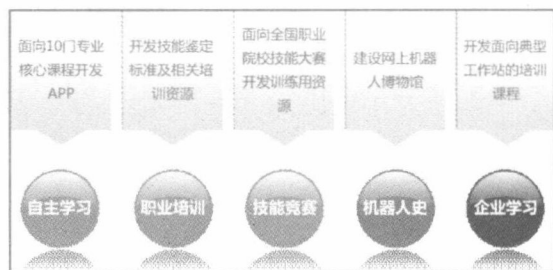 面向10门专业
核心课程开发
APP
开发技能鉴定
标准及相关培
训资源
面向全国职业
院校技能大赛
开发训练用资
源
建设网上机器
人博物馆
开发面向典型
工作站的培训
课程
自主学习
职业培训
技能竞赛
机器人史
企业学习